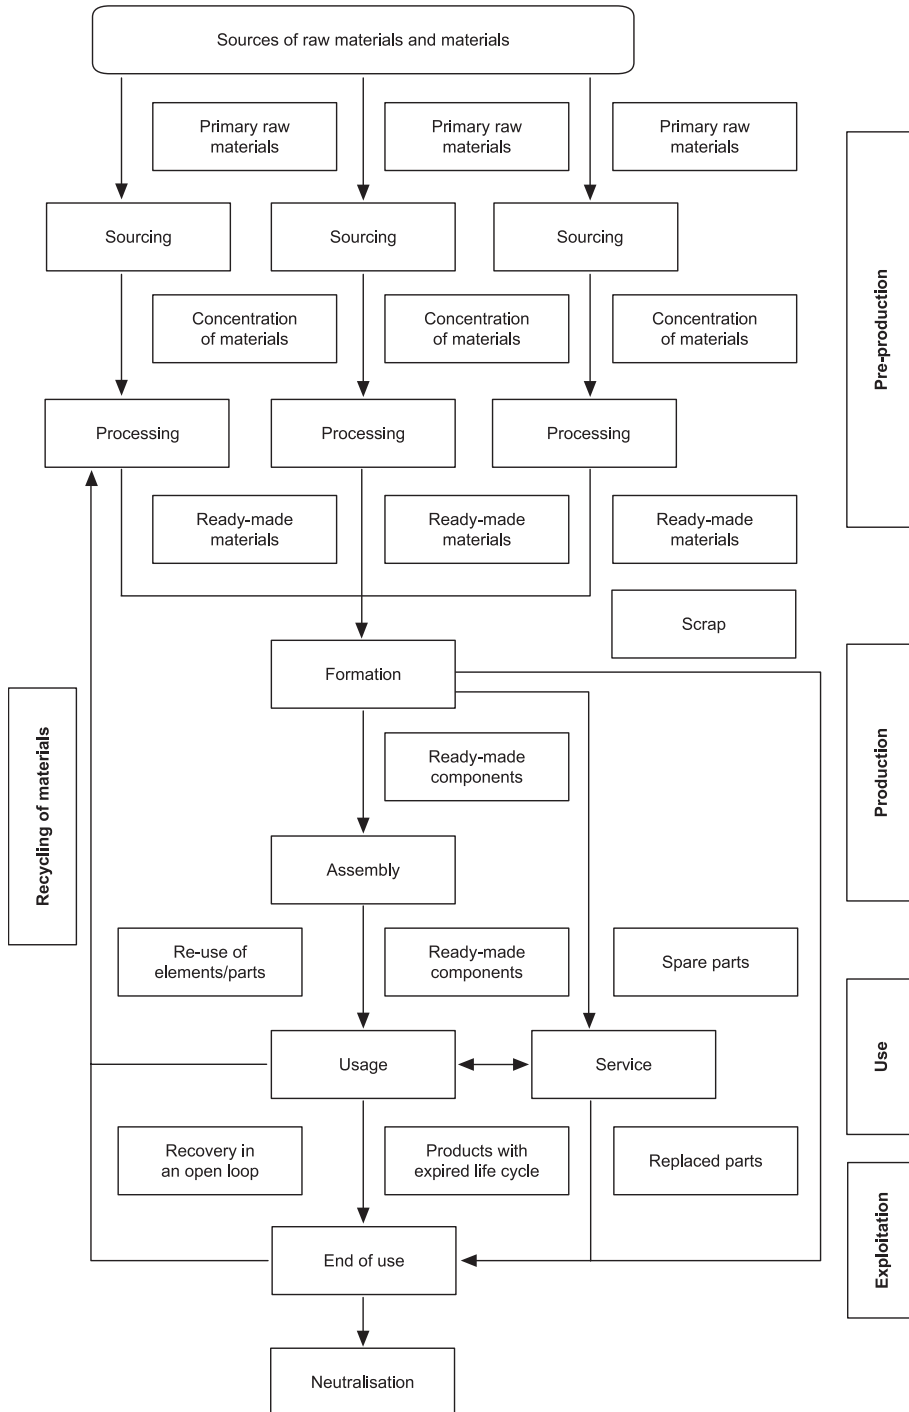 Sources of raw materials and materials
Primary raw
materials
Primary raw
materials
Primary raw
materials
Sourcing
Sourcing
Sourcing
Concentration
of materials
Concentration
of materials
Concentration
of materials
Pre-production
Processing
Processing
Processing
Ready-made
materials
Ready-made
materials
Ready-made
materials
Scrap
Formation
Recycling of materials
Ready-made
components
Production
Assembly
Re-use of
elements/parts
Ready-made
components
Spare parts
Usage
Service
Use
Recovery in
an open loop
Products with
expired life cycle
Replaced parts
End of use
Exploitation
Neutralisation